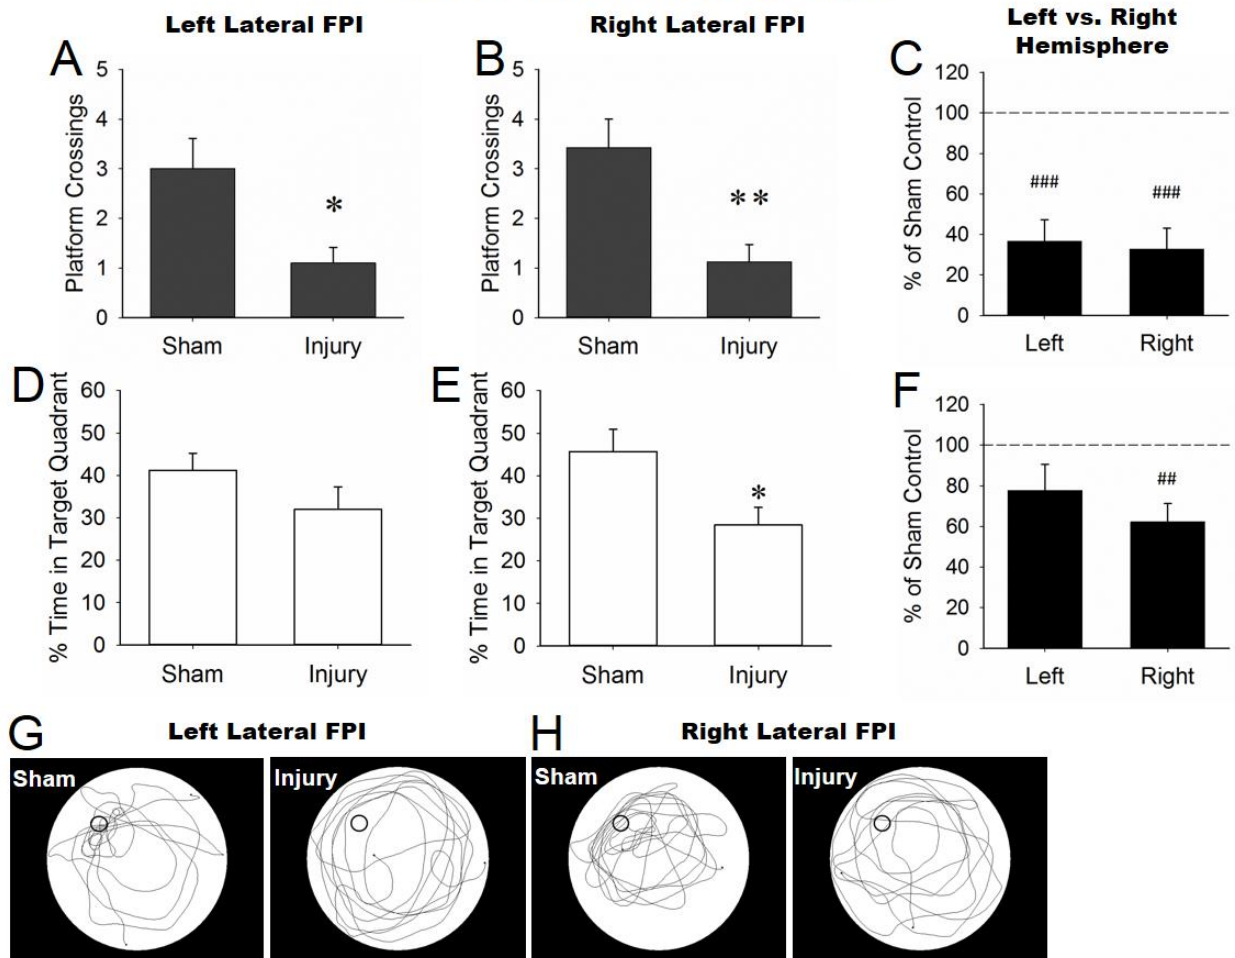 Left Lateral FPI
Right Lateral FPI
Left vs. Right
Hemisphere
A
Platform Crossings
5
4
3
2
1
0
*
Sham Injury
B
Platform Crossings
5
4
3
2
1
0
**
Sham Injury
C
% of Sham Control
120
100
80
60
40
20
0
### ###
Left Right
D
% Time in Target Quadrant
60
50
40
30
20
10
0
Sham Injury
E
% Time in Target Quadrant
60
50
40
30
20
10
0
*
Sham Injury
F
% of Sham Control
120
100
80
60
40
20
0
##
Left Right
G
Left Lateral FPI
Sham
Injury
H
Right Lateral FPI
Sham
Injury